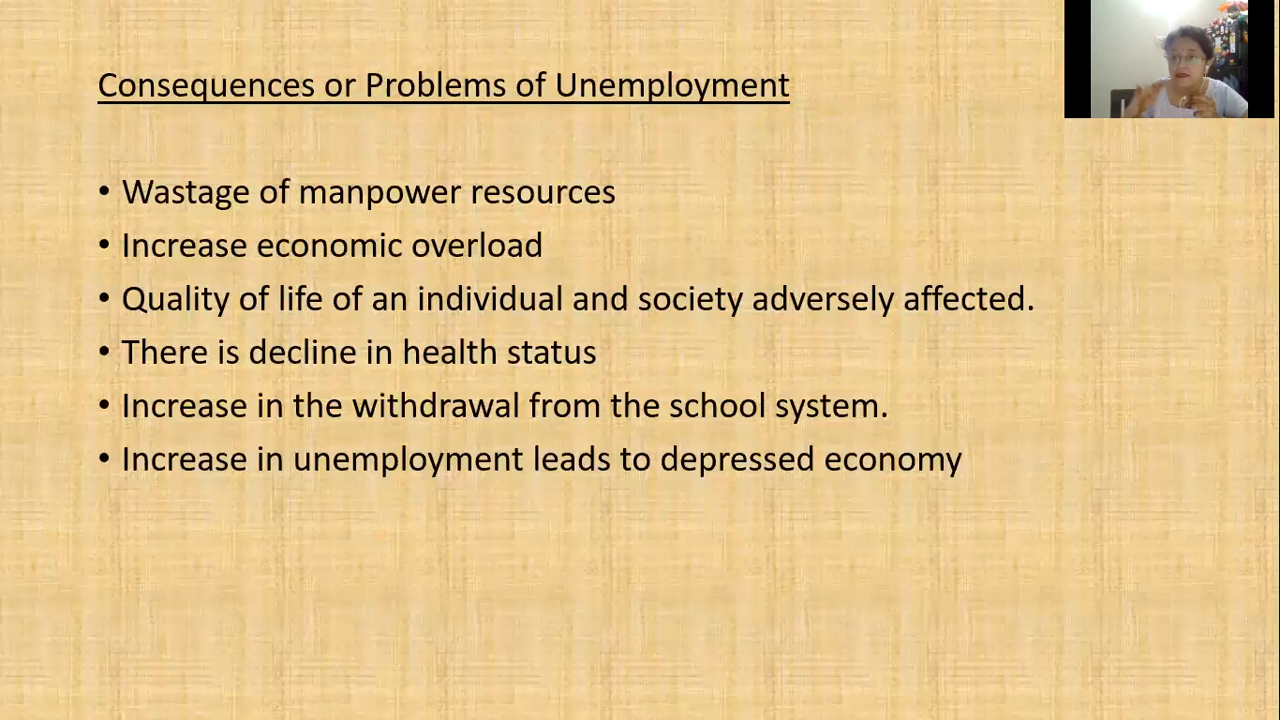 Consequences or Problems of Unemployment
• Wastage of manpower resources
• Increase economic overload
• Quality of life of an individual and society adversely affected.
• There is decline in health status
• Increase in the withdrawal from the school system.
• Increase in unemployment leads to depressed economy